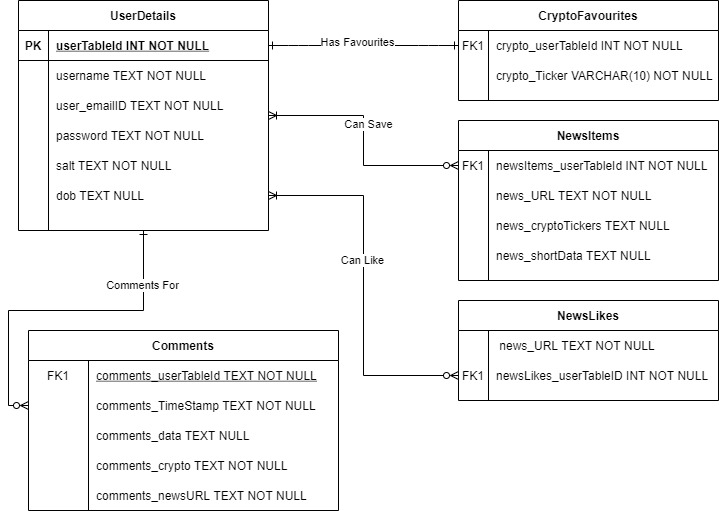 UserDetails
PK userTableId INT NOT NULL
username TEXT NOT NULL
user_emailID TEXT NOT NULL
password TEXT NOT NULL
salt TEXT NOT NULL
dob TEXT NULL
Has Favourites
Can Save
Can Like
Comments For
CryptoFavourites
FK1 crypto_userTableId INT NOT NULL
crypto_Ticker VARCHAR(10) NOT NULL
NewsItems
FK1 newsItems_userTableId INT NOT NULL
news_URL TEXT NOT NULL
news_cryptoTickers TEXT NULL
news_shortData TEXT NULL
NewsLikes
news_URL TEXT NOT NULL
FK1 newsLikes_userTableID INT NOT NULL
Comments
FK1 comments_userTableId TEXT NOT NULL
comments_TimeStamp TEXT NOT NULL
comments_data TEXT NULL
comments_crypto TEXT NOT NULL
comments_newsURL TEXT NOT NULL